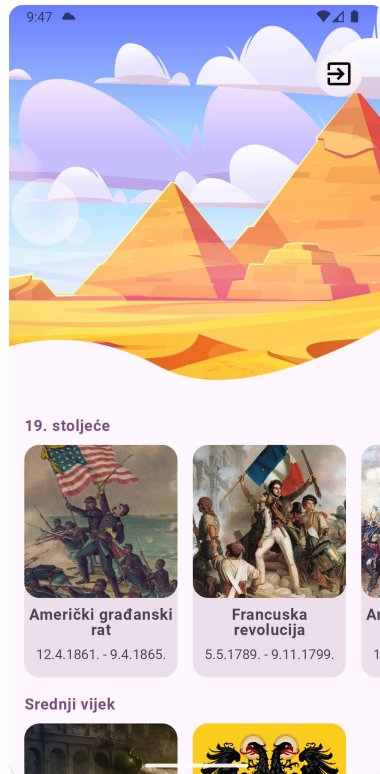 9:47
19. stoljeće
Američki građanski
rat
12.4.1861. - 9.4.1865.
Francuska
revolucija
5.5.1789. - 9.11.1799.
Srednji vijek